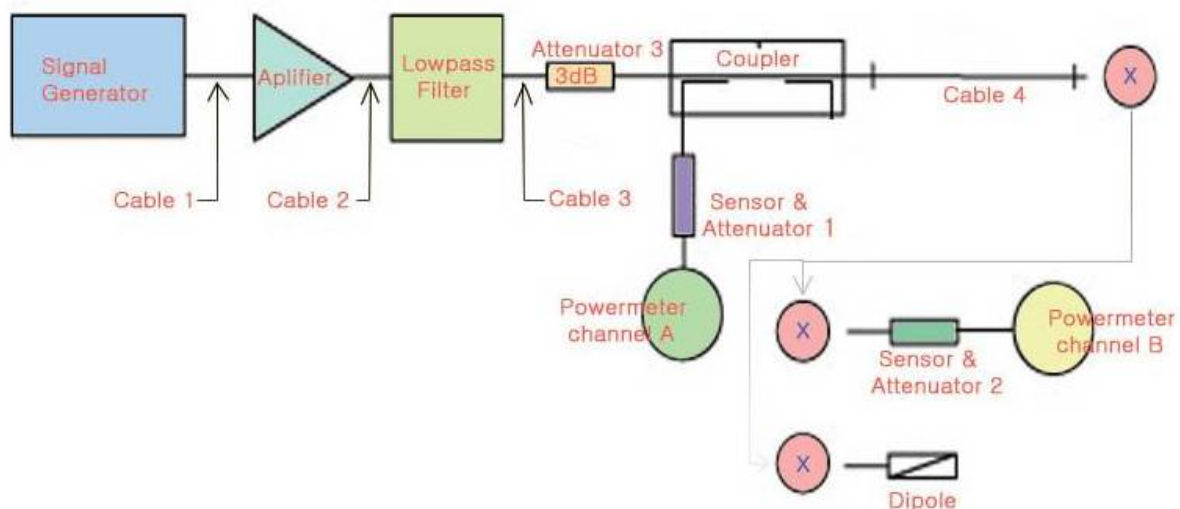 Signal
Generator
Aplifier
Lowpass
Filter
Attenuator 3
3dB
Coupler
Cable 4
X
Cable 1
Cable 2
Cable 3
Sensor &
Attenuator 1
Powermeter
channel A
X
Sensor &
Attenuator 2
Powermeter
channel B
X
Dipole